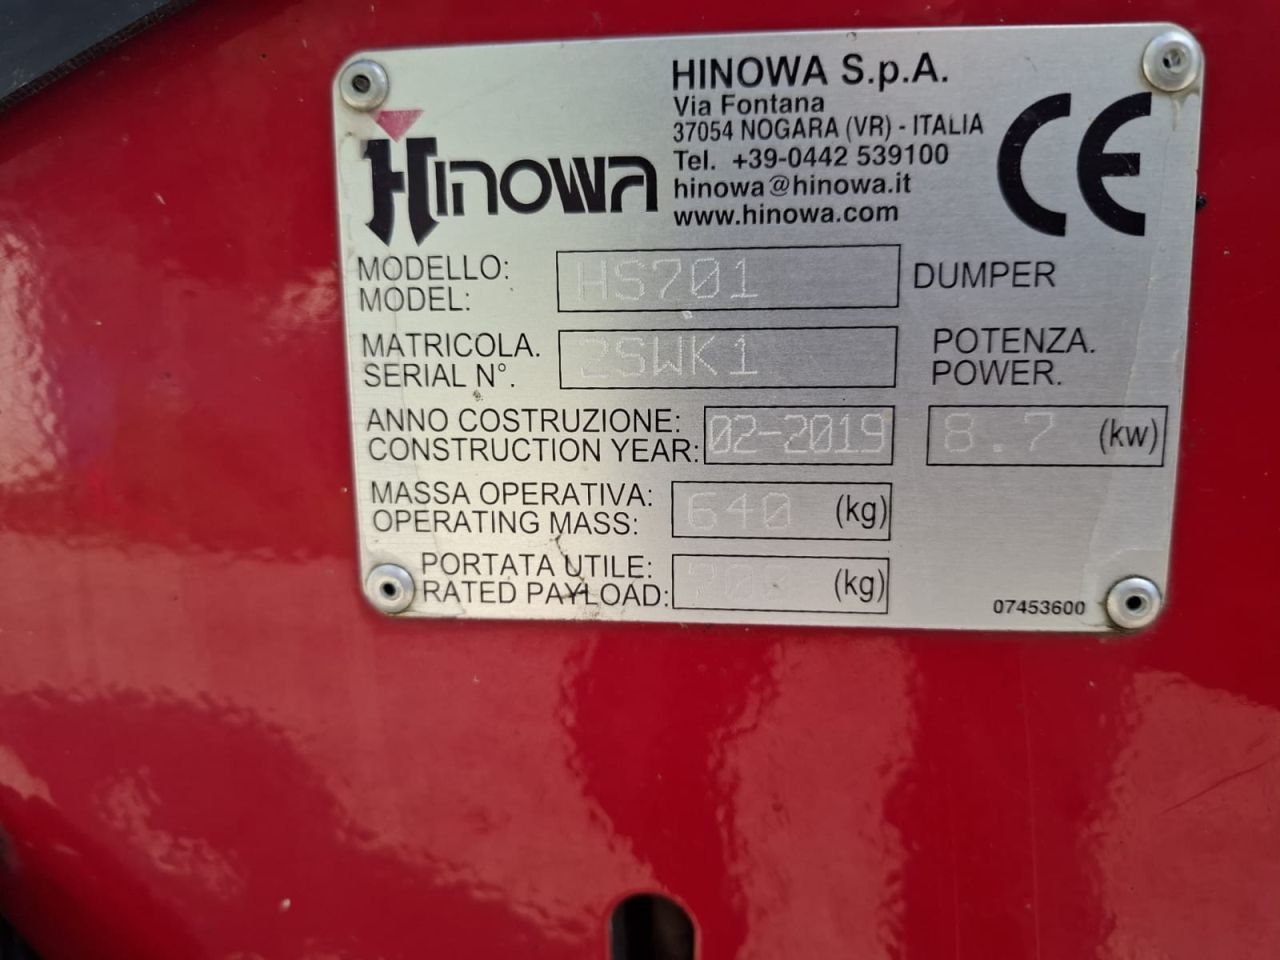 HINOWA S.p.A.
Via Fontana
37054 NOGARA (VR) - ITALIA
Tel. +39-0442 539100
hinowa@hinowa.it
www.hinowa.com
CE
HINOWA
MODELLO:
MODEL:
HS701
DUMPER
MATRICOLA.
SERIAL N°.
2SWK1
POTENZA.
POWER.
ANNO COSTRUZIONE:
CONSTRUCTION YEAR:
02-2019
8.7 (kw)
MASSA OPERATIVA:
OPERATING MASS:
640 (kg)
PORTATA UTILE:
RATED PAYLOAD:
(kg)
07453600